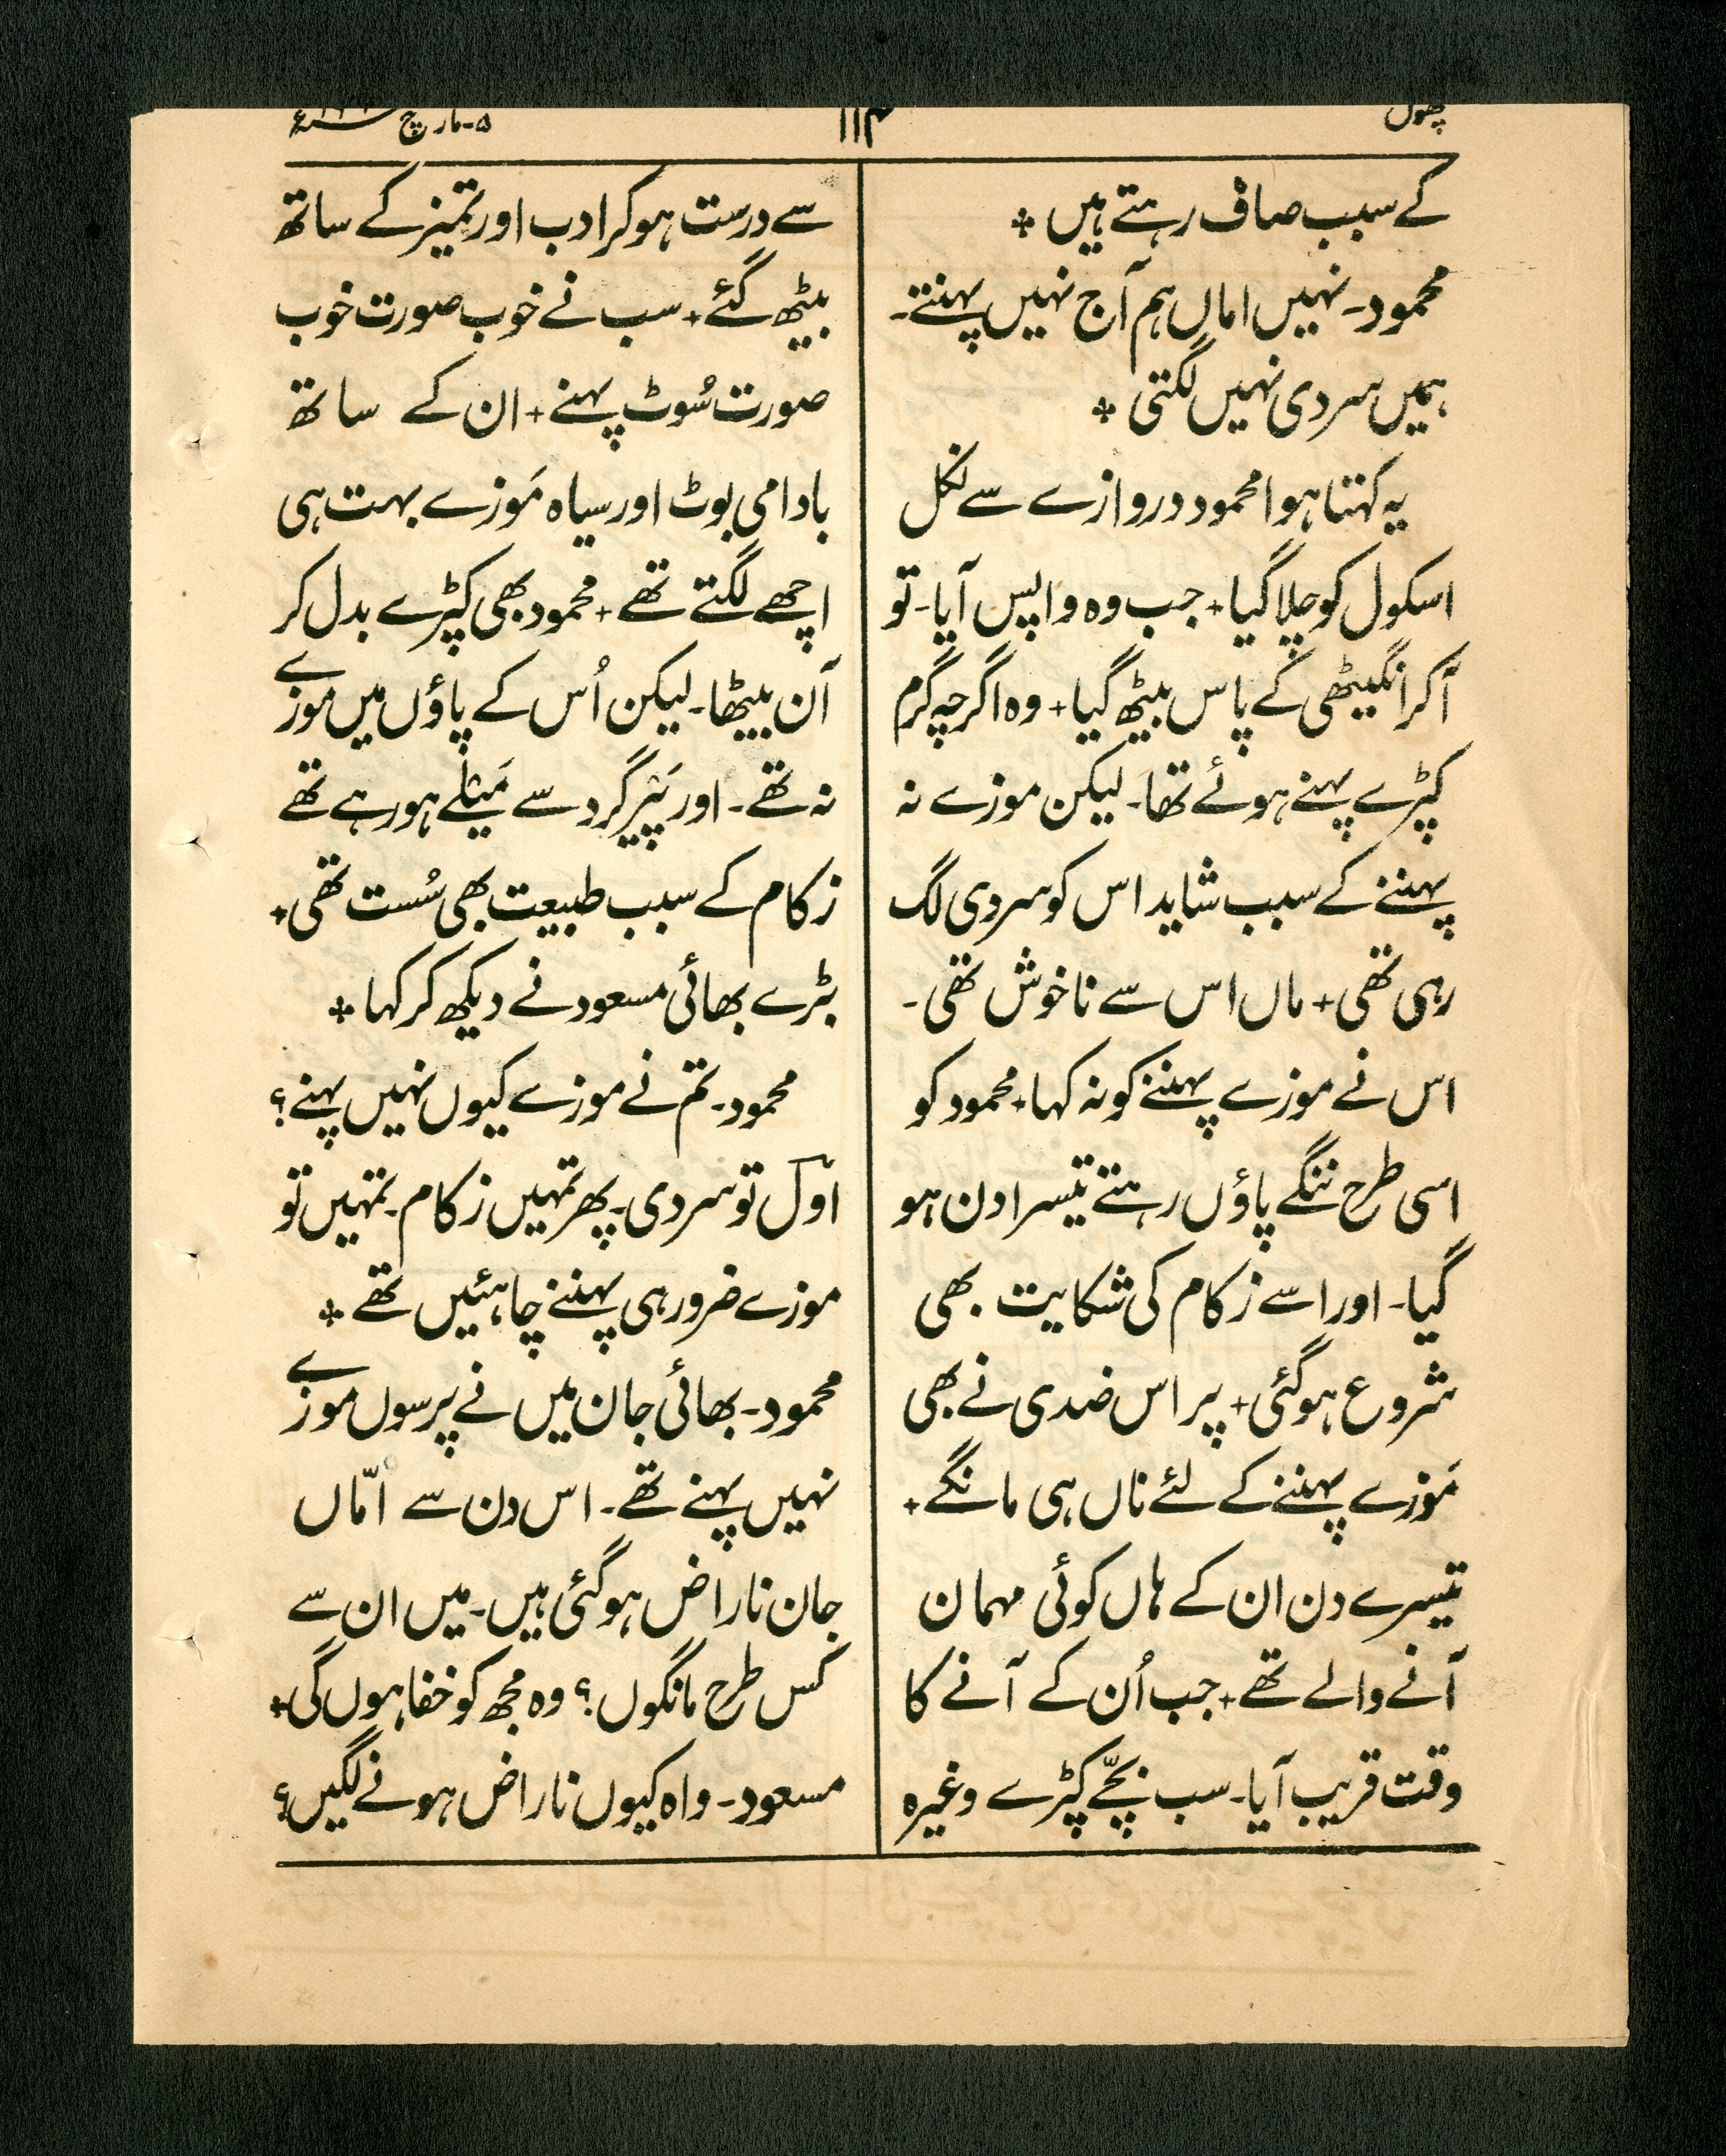 پھول
۱۱۴
۵۔مارچ
کے سبب صاف رہتے ہیں ۞
محمود۔ نہیں اماں ہم آج نہیں پہنتے۔
ہمیں سردی نہیں لگتی ۞
یہ کہتا ہوا محمود دروازے سے نکل
اسکول کو چلا گیا+ جب وہ واپس آیا۔ تو
آکر انگیٹھی کے پاس بیٹھ گیا+ وہ اگرچہ گرم
کپڑے پہنے ہوئے تھا۔ لیکن موزے نہ
پہننے کے سبب شاید اس کو سردی لگ
رہی تھی+ ماں اس سے ناخوش تھی۔
اس نے موزے پہننے کو نہ کہا+ محمود کو
اسی طرح ننگے پاؤں رہتے تیسرا دن ہو
گیا۔ اور اسے زکام کی شکایت بھی
شروع ہوگئی+ پر اس ضدی نے بھی
مَوزے پہننے کے لئے ناں ہی مانگے+
تیسرے دن ان کے ہاں کوئی مہمان
آنے والے تھے+ جب اُن کے آنے کا
وقت قریب آیا۔ سب بچّے کپڑے وغیرہ
سے درست ہوکر ادب اور تمیز کے ساتھ
بیٹھ گئے+ سب نے خوب صورت خوب
صورت سُوٹ پہنے+ ان کے ساتھ
بادامی بوٹ اور سیاہ مَوزے بہت ہی
اچھے لگتے تھے+ محمود بھی کپڑے بدل کر
آن بیٹھا۔ لیکن اُس کے پاؤں میں موزے
نہ تھے۔ اور پَیر گرد سے مَیلے ہو رہے تھے
زکام کے سبب طبیعت بھی سُست تھی+
بڑے بھائی مسعود نے دیکھ کر کہا ۞
محمود۔ تم نے موزے کیوں نہیں پہنے؟
اوّل تو سردی۔ پھر تمہیں زکام۔ تمہیں تو
موزے ضرور ہی پہننے چاہئیں تھے ۞
محمود۔ بھائی جان میں نے پرسوں موزے
نہیں پہنے تھے۔ اس دن سے امّاں
جان ناراض ہوگئی ہیں۔ میں ان سے
کس طرح مانگوں؟ وہ مجھ کو خفا ہوں گی+
مسعود۔ واہ کیوں ناراض ہونے لگیں؟